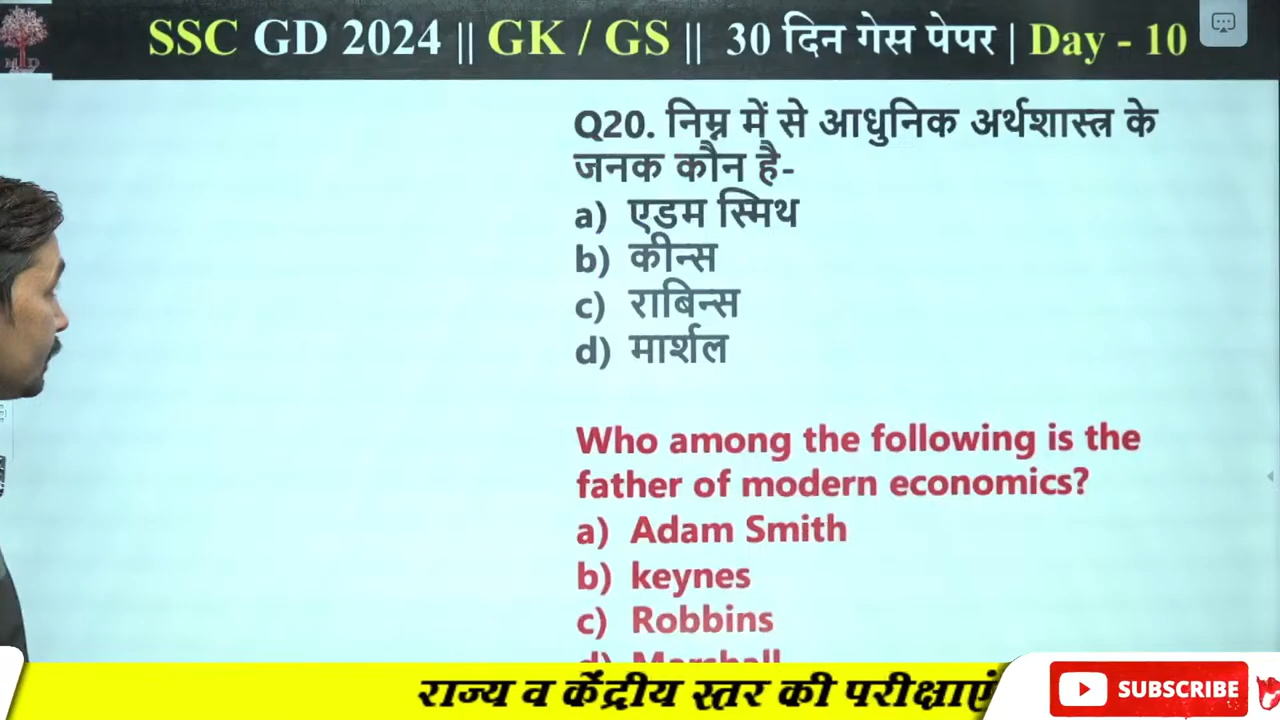 SSC GD 2024 || GK / GS || 30 दिन गेस पेपर | Day - 10
Q20. निम्न में से आधुनिक अर्थशास्त्र के
जनक कौन है-
a) एडम स्मिथ
b) कीन्स
c) राबिन्स
d) मार्शल
Who among the following is the
father of modern economics?
a) Adam Smith
b) keynes
c) Robbins
d) Marshall
राज्य व केंद्रीय स्तर की परीक्षाएं
SUBSCRIBE